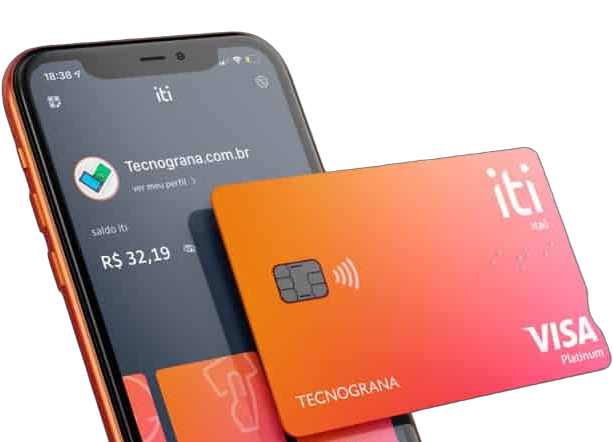 18:38
iti
Tecnograna.com.br
ver meu perfil >
saldo iti
R$ 32,19
iti
Itaú
VISA
Platinum
TECNOGRANA